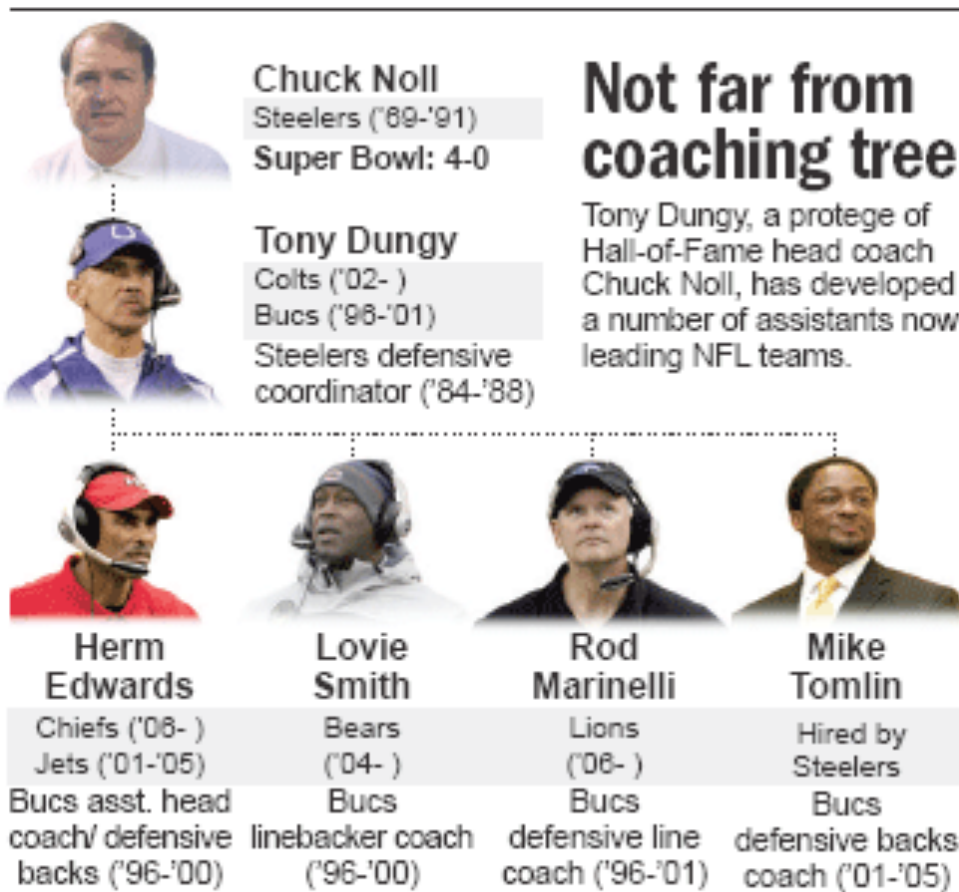 Chuck Noll
Steelers ('69-'91)
Super Bowl: 4-0
Not far from
coaching tree
Tony Dungy, a protege of
Hall-of-Fame head coach
Chuck Noll, has developed
a number of assistants now
leading NFL teams.
Tony Dungy
Colts ('02- )
Bucs ('96-'01)
Steelers defensive
coordinator ('84-'88)
Herm
Edwards
Chiefs ('06- )
Jets ('01-'05)
Bucs asst. head
coach/ defensive
backs ('96-'00)
Lovie
Smith
Bears
('04- )
Bucs
linebacker coach
('96-'00)
Rod
Marinelli
Lions
('06- )
Bucs
defensive line
coach ('96-'01)
Mike
Tomlin
Hired by
Steelers
Bucs
defensive backs
coach ('01-'05)